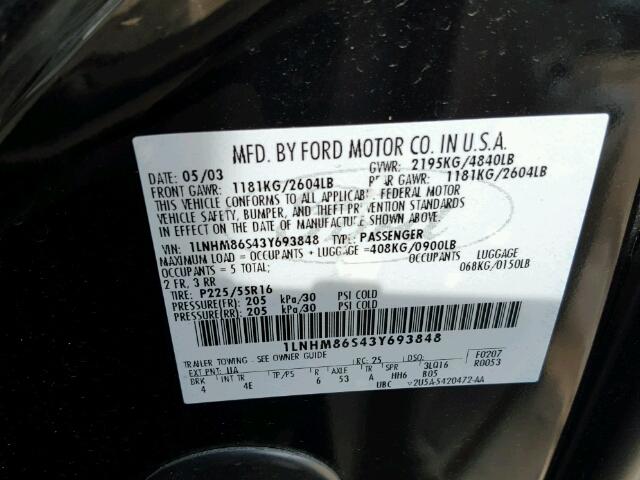 MFD. BY FORD MOTOR CO. IN U.S.A.
DATE: 05/03 GVWR: 2195KG/4840LB
FRONT GAWR: 1181KG/2604LB REAR GAWR: 1181KG/2604LB
THIS VEHICLE CONFORMS TO ALL APPLICABLE FEDERAL MOTOR
VEHICLE SAFETY, BUMPER, AND THEFT PREVENTION STANDARDS
IN EFFECT ON THE DATE OF MANUFACTURE SHOWN ABOVE.
VIN: 1LNHM86S43Y693848 TYPE: PASSENGER
MAXIMUM LOAD = OCCUPANTS + LUGGAGE = 408KG/0900LB
OCCUPANTS = 5 TOTAL: OCCUPANTS LUGGAGE
2 FR, 3 RR 068KG/0150LB
TIRE: P225/55R16
PRESSURE(FR) 205 kPa/30 PSI COLD
PRESSURE(RR) 205 kPa/30 PSI COLD
1LNHM86S43Y693848
TRAILER TOWING - SEE OWNER GUIDE
EXT PNT: UA RC: 25 DSO: F0207
BRK TP/PS R AXLE TR SPR 3LQ16 R0053
4 4E 6 53 A HH6 B05
UBC 2U5A-5420472-AA